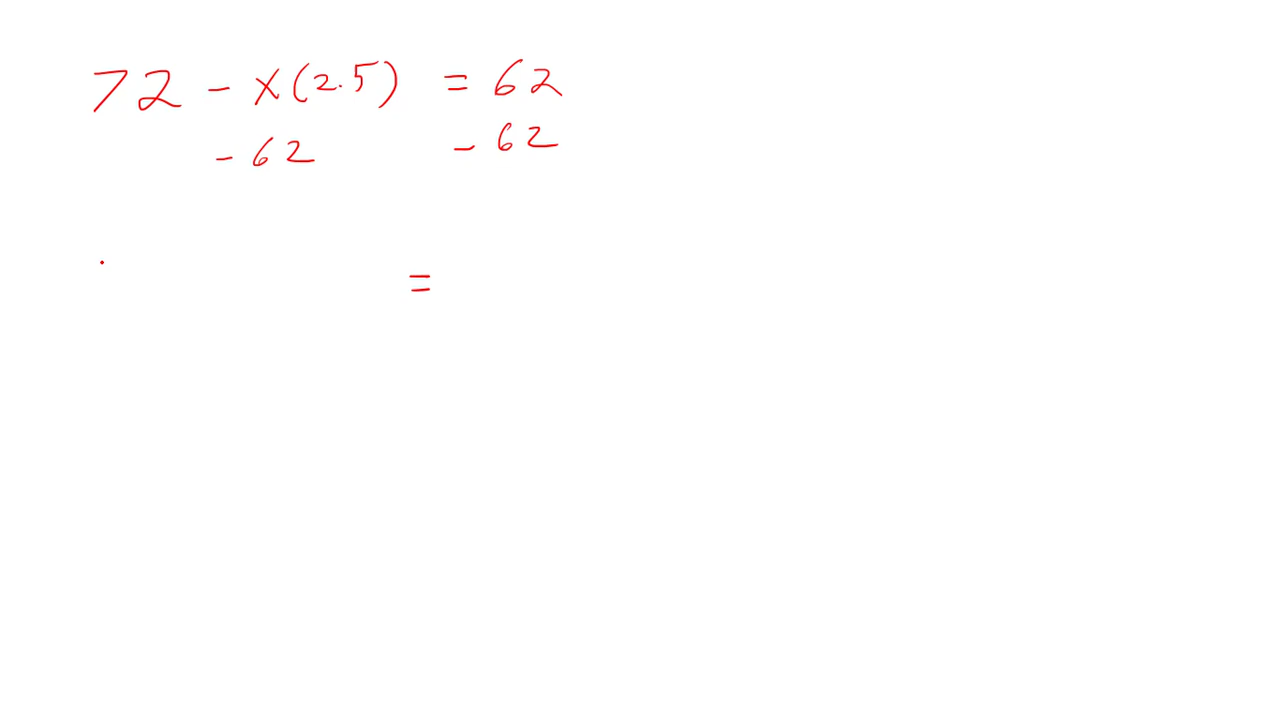 72 - x(2.5) = 62
- 62 - 62
=